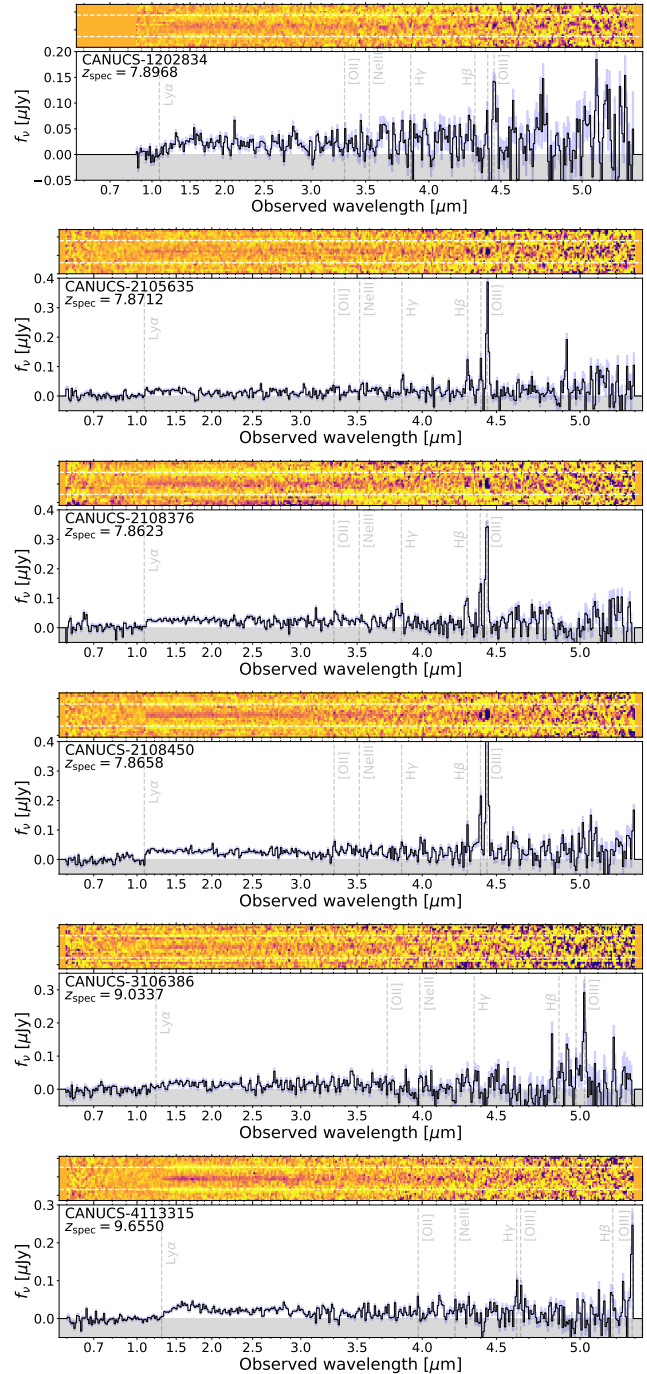 CANUCS-1202834
z_spec = 7.8968
Lyα [OII] [NeIII] Hγ Hβ [OIII]
0.20
0.15
0.10
0.05
0.00
−0.05
f_ν [μJy]
0.7 1.0 1.5 2.0 2.5 3.0 3.5 4.0 4.5 5.0
Observed wavelength [μm]
CANUCS-2105635
z_spec = 7.8712
Lyα [OII] [NeIII] Hγ Hβ [OIII]
0.4
0.3
0.2
0.1
0.0
f_ν [μJy]
0.7 1.0 1.5 2.0 2.5 3.0 3.5 4.0 4.5 5.0
Observed wavelength [μm]
CANUCS-2108376
z_spec = 7.8623
Lyα [OII] [NeIII] Hγ Hβ [OIII]
0.4
0.3
0.2
0.1
0.0
f_ν [μJy]
0.7 1.0 1.5 2.0 2.5 3.0 3.5 4.0 4.5 5.0
Observed wavelength [μm]
CANUCS-2108450
z_spec = 7.8658
Lyα [OII] [NeIII] Hγ Hβ [OIII]
0.4
0.3
0.2
0.1
0.0
f_ν [μJy]
0.7 1.0 1.5 2.0 2.5 3.0 3.5 4.0 4.5 5.0
Observed wavelength [μm]
CANUCS-3106386
z_spec = 9.0337
Lyα [OII] [NeIII] Hγ Hβ [OIII]
0.3
0.2
0.1
0.0
f_ν [μJy]
0.7 1.0 1.5 2.0 2.5 3.0 3.5 4.0 4.5 5.0
Observed wavelength [μm]
CANUCS-4113315
z_spec = 9.6550
Lyα [OII] [NeIII] Hγ [OIII] Hβ [OIII]
0.3
0.2
0.1
0.0
f_ν [μJy]
0.7 1.0 1.5 2.0 2.5 3.0 3.5 4.0 4.5 5.0
Observed wavelength [μm]